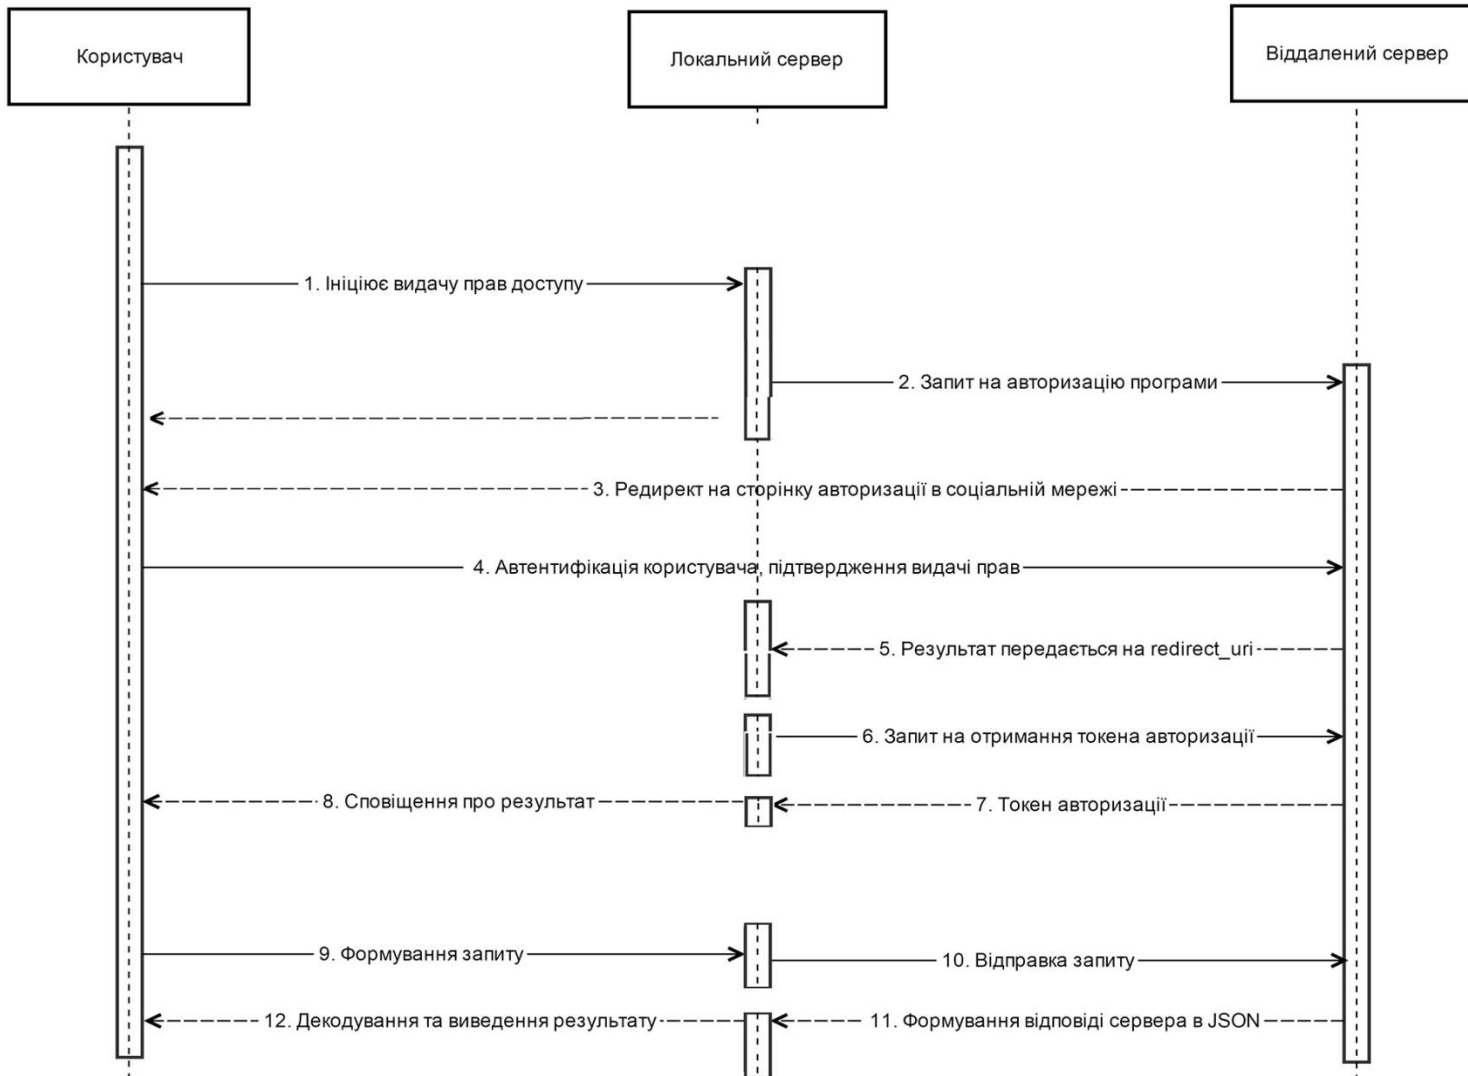 Користувач
Локальний сервер
Віддалений сервер
1. Ініціює видачу прав доступу
2. Запит на авторизацію програми
3. Редирект на сторінку авторизації в соціальній мережі
4. Автентифікація користувача, підтвердження видачі прав
5. Результат передається на redirect_uri
6. Запит на отримання токена авторизації
8. Сповіщення про результат
7. Токен авторизації
9. Формування запиту
10. Відправка запиту
12. Декодування та виведення результату
11. Формування відповіді сервера в JSON